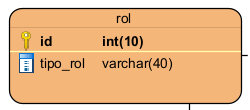 rol
id int(10)
tipo_rol varchar(40)